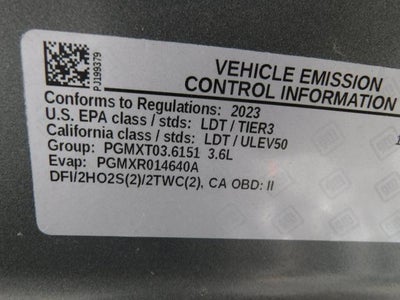 PJ199379
VEHICLE EMISSION
CONTROL INFORMATION
Conforms to Regulations: 2023
U.S. EPA class / stds: LDT / TIER3
California class / stds: LDT / ULEV50
Group: PGMXT03.6151 3.6L
Evap: PGMXR014640A
DFI/2HO2S(2)/2TWC(2), CA OBD: II